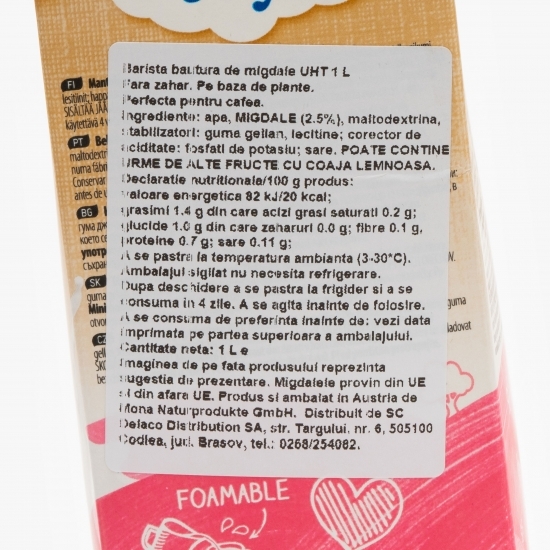 Barista bautura de migdale UHT 1 L
Fara zahar. Pe baza de plante.
Perfecta pentru cafea.
Ingrediente: apa, MIGDALE (2.5%), maltodextrina,
stabilizatori: guma gellan, lecitine; corector de
aciditate: fosfati de potasiu; sare. POATE CONTINE
URME DE ALTE FRUCTE CU COAJA LEMNOASA.
Declaratie nutritionala/100 g produs:
valoare energetica 82 kJ/20 kcal;
grasimi 1.4 g din care acizi grasi saturati 0.2 g;
glucide 1.0 g din care zaharuri 0.0 g; fibre 0.1 g,
proteine 0.7 g; sare 0.11 g;
A se pastra la temperatura ambianta (3-30°C).
Ambalajul sigilat nu necesita refrigerare.
Dupa deschidere a se pastra la frigider si a se
consuma in 4 zile. A se agita inainte de folosire.
A se consuma de preferinta inainte de: vezi data
imprimata pe partea superioara a ambalajului.
Cantitate neta: 1 L e
Imaginea de pe fata produsului reprezinta
sugestia de prezentare. Migdalele provin din UE
si din afara UE. Produs si ambalat in Austria de
Mona Naturprodukte GmbH. Distribuit de SC
Delaco Distribution SA, str. Targului, nr. 6, 505100
Codlea, jud. Brasov, tel.: 0268/254082.
FI
PT
BG
SK
CZ
FOAMABLE